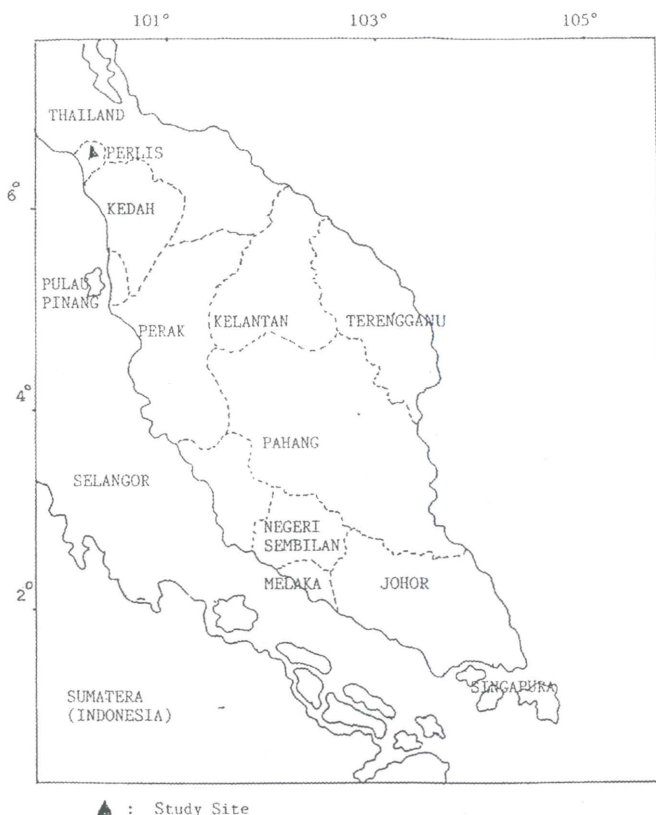 101° 103° 105°
THAILAND
PERLIS
6°
KEDAH
PULAU
PINANG
PERAK
KELANTAN
TERENGGANU
4°
PAHANG
SELANGOR
NEGERI
SEMBILAN
2°
MELAKA
JOHOR
SINGAPURA
SUMATERA
(INDONESIA)
: Study Site